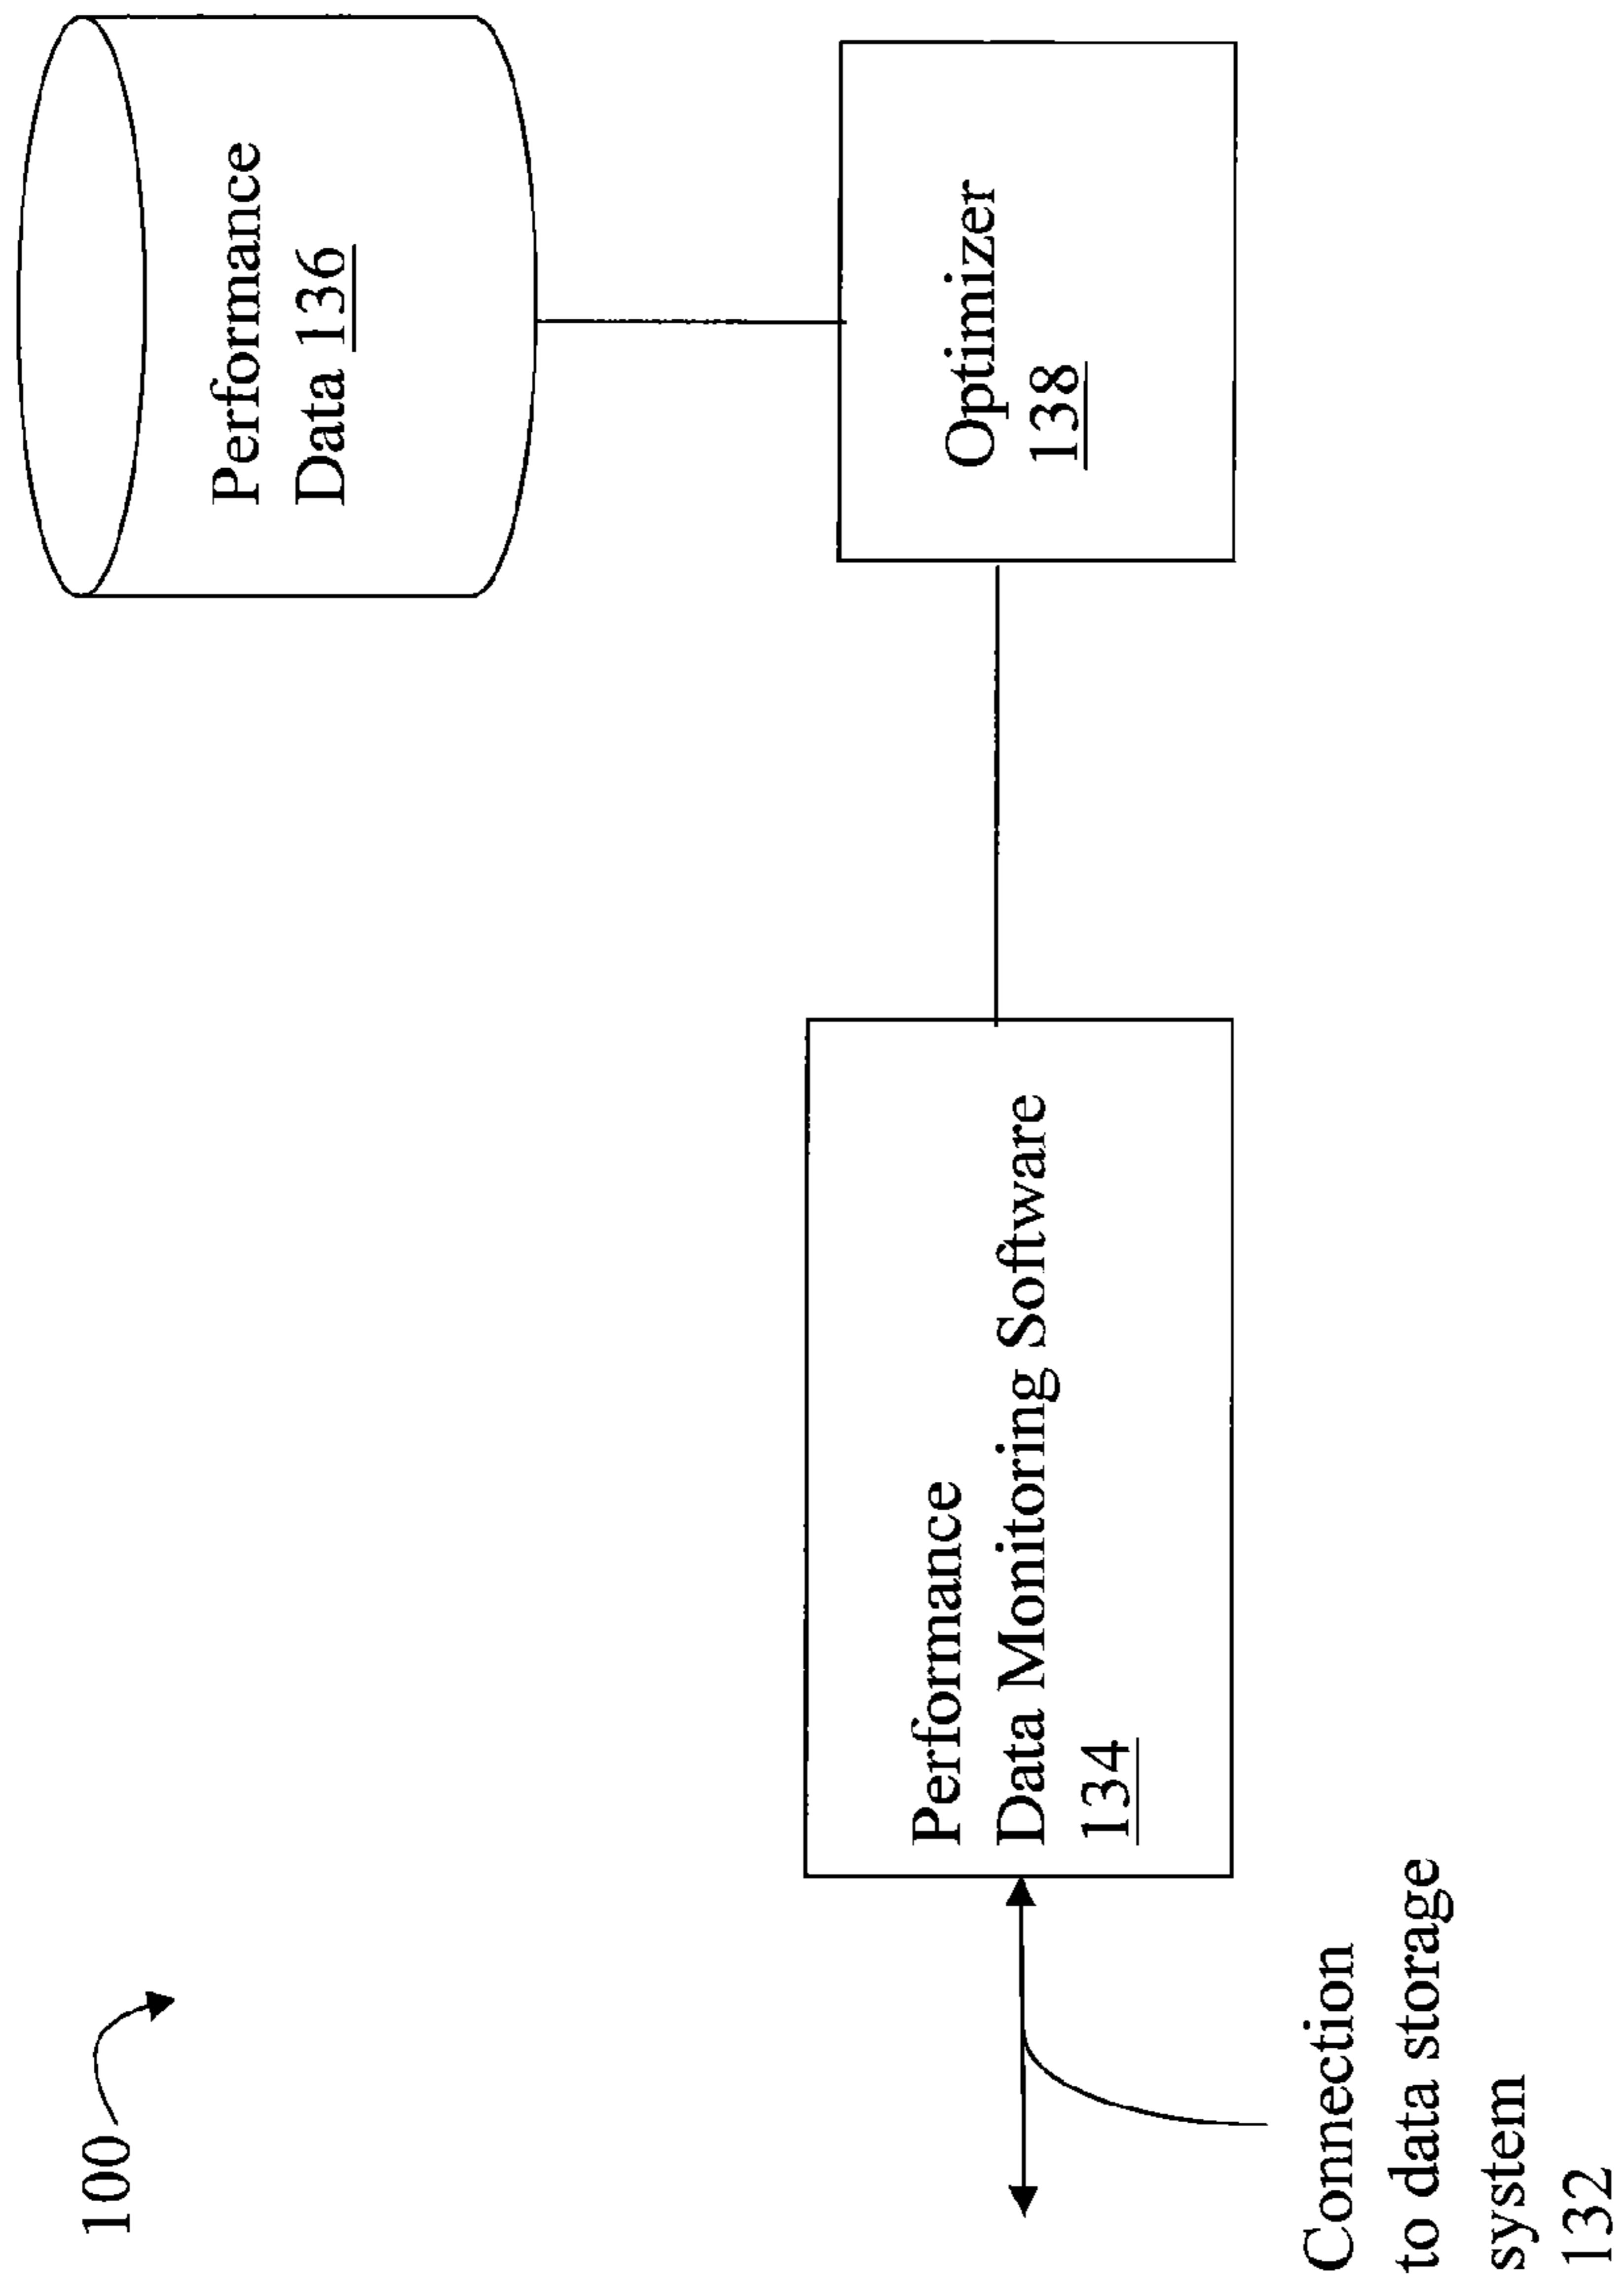 100
Performance
Data 136
Performance
Data Monitoring Software
134
Optimizer
138
Connection
to data storage
system
132